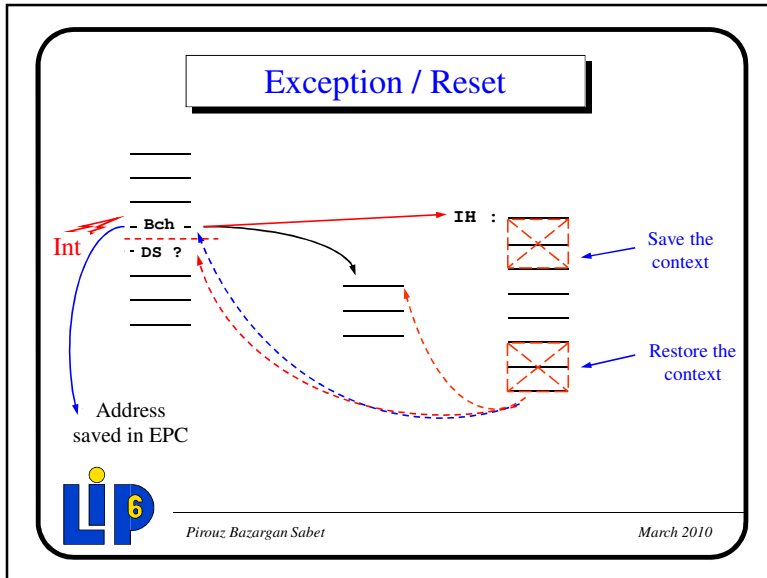 Exception / Reset
Bch
IH :
Int
DS ?
Save the
context
Restore the
context
Address
saved in EPC
LIP6
Pirouz Bazargan Sabet
March 2010